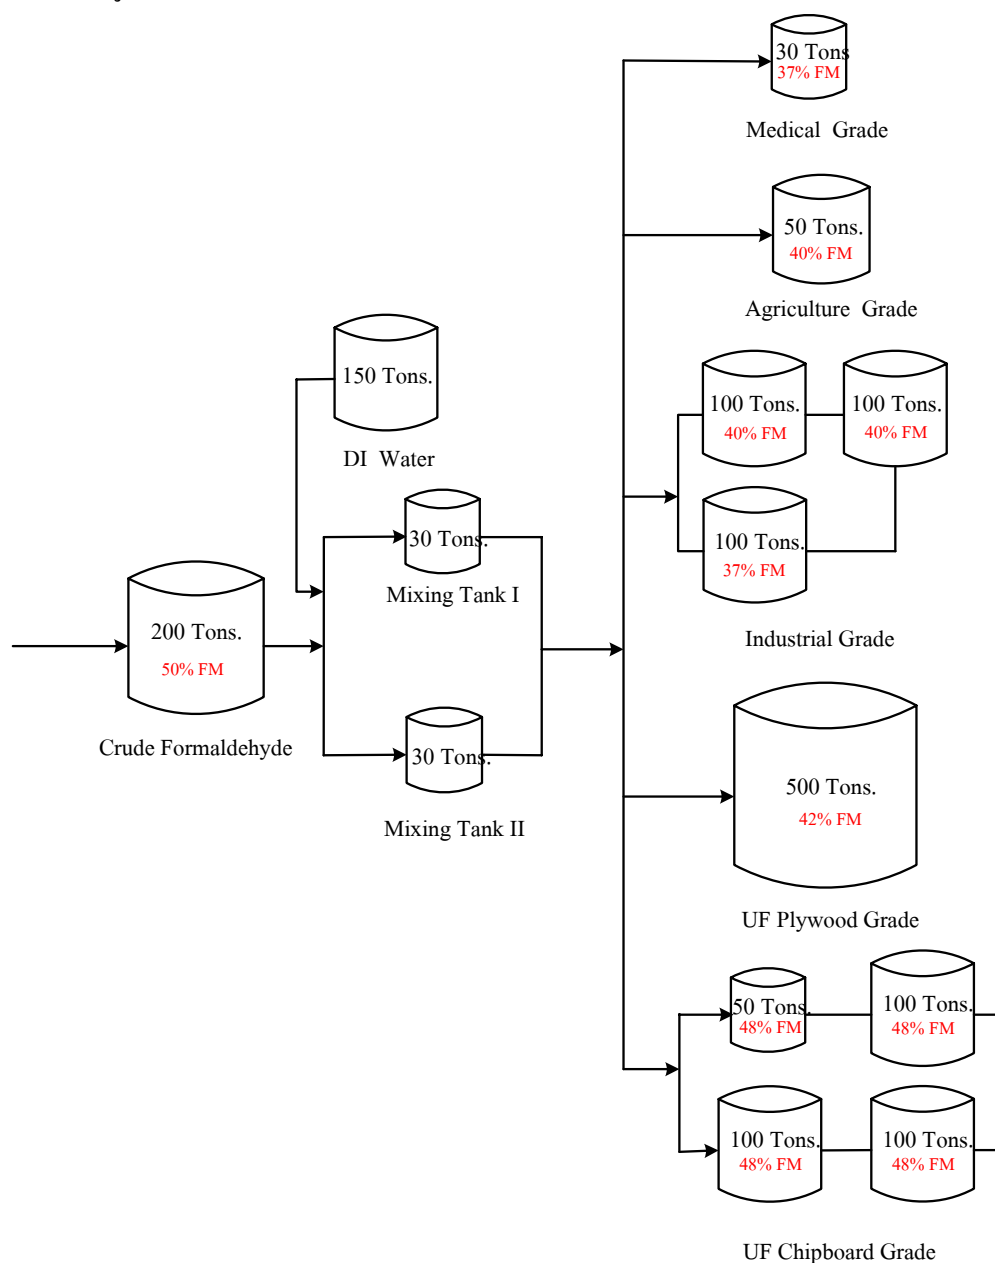 30 Tons
37% FM
Medical Grade
50 Tons.
40% FM
Agriculture Grade
150 Tons.
DI Water
100 Tons.
40% FM
100 Tons.
40% FM
100 Tons.
37% FM
Industrial Grade
30 Tons.
Mixing Tank I
200 Tons.
50% FM
Crude Formaldehyde
30 Tons.
Mixing Tank II
500 Tons.
42% FM
UF Plywood Grade
50 Tons.
48% FM
100 Tons.
48% FM
100 Tons.
48% FM
100 Tons.
48% FM
UF Chipboard Grade